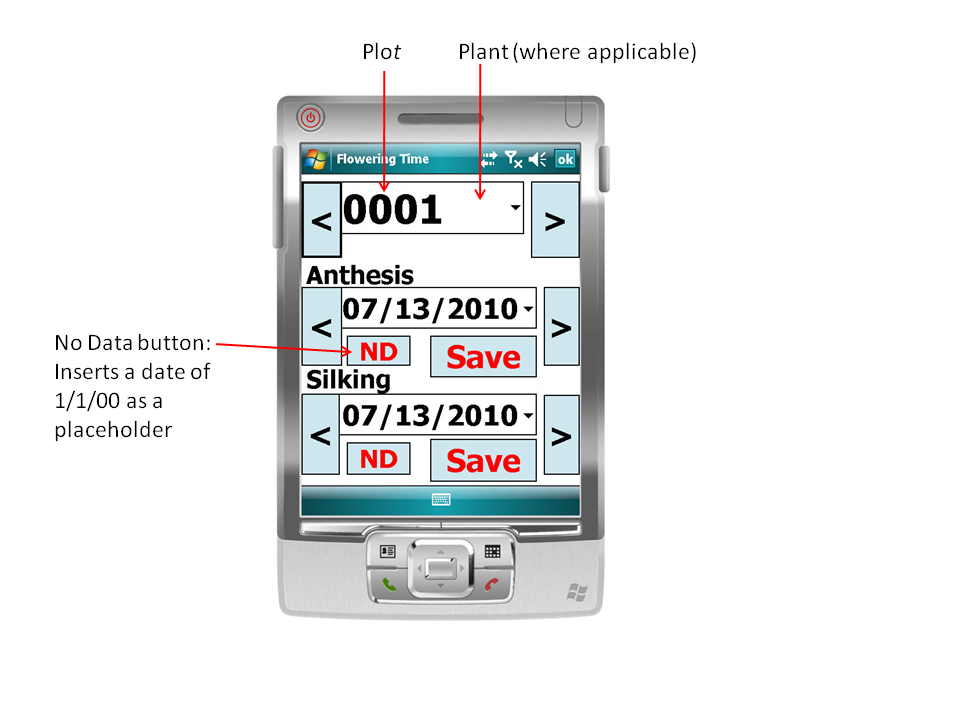 Plot
Plant (where applicable)
Flowering Time
ok
<
0001
>
Anthesis
<
07/13/2010
>
No Data button:
Inserts a date of
1/1/00 as a
placeholder
ND
Save
Silking
<
07/13/2010
>
ND
Save